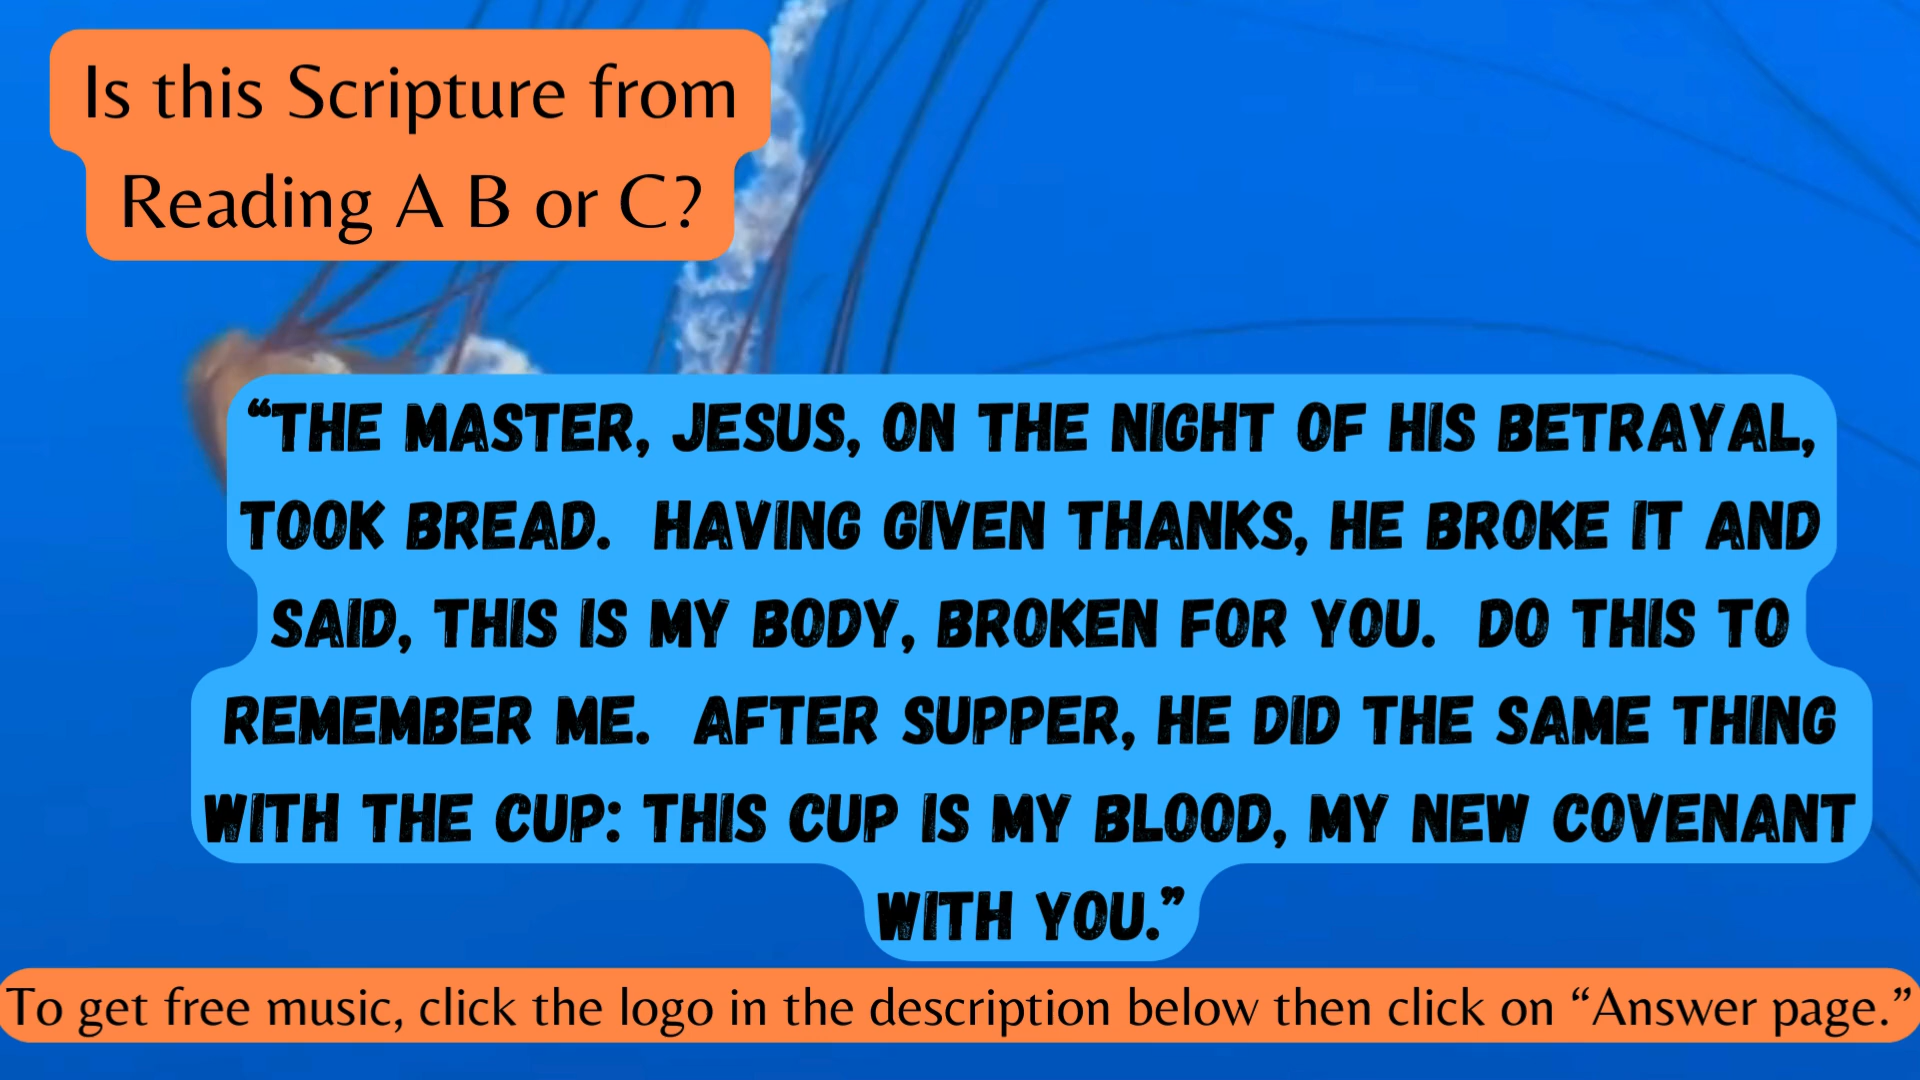 Is this Scripture from
Reading A B or C?
“THE MASTER, JESUS, ON THE NIGHT OF HIS BETRAYAL,
TOOK BREAD.  HAVING GIVEN THANKS, HE BROKE IT AND
SAID, THIS IS MY BODY, BROKEN FOR YOU.  DO THIS TO
REMEMBER ME.  AFTER SUPPER, HE DID THE SAME THING
WITH THE CUP: THIS CUP IS MY BLOOD, MY NEW COVENANT
WITH YOU.”
To get free music, click the logo in the description below then click on “Answer page.”